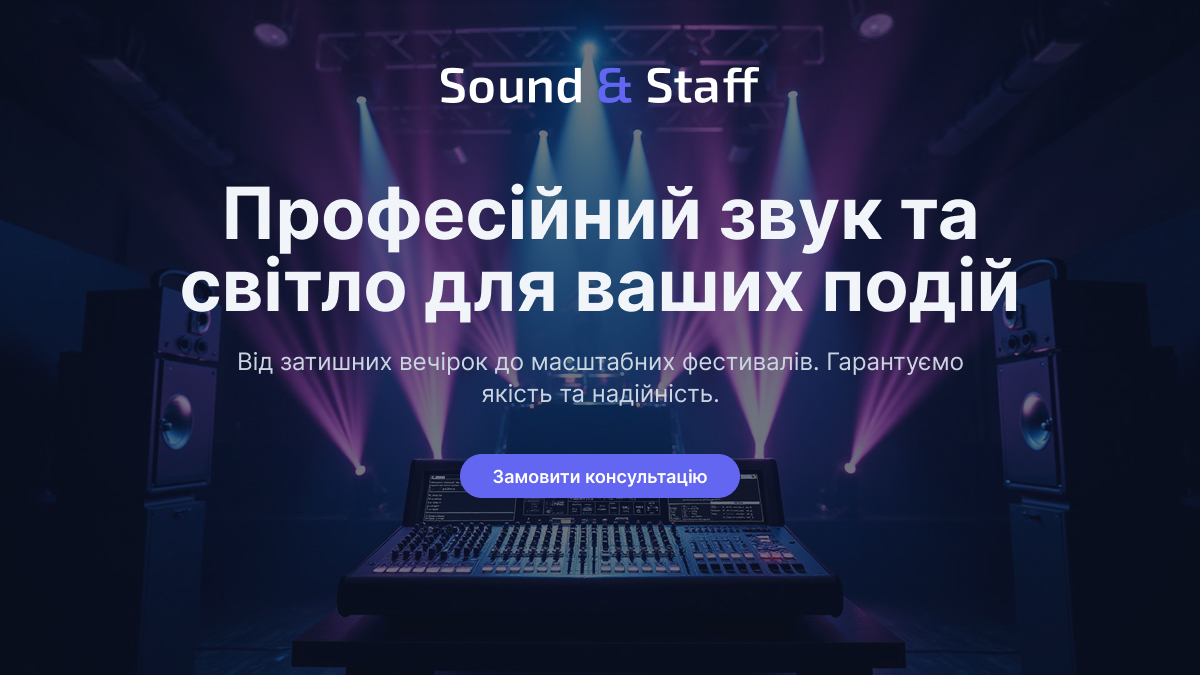 Sound & Staff
Професійний звук та
світло для ваших подій
Від затишних вечірок до масштабних фестивалів. Гарантуємо
якість та надійність.
Замовити консультацію